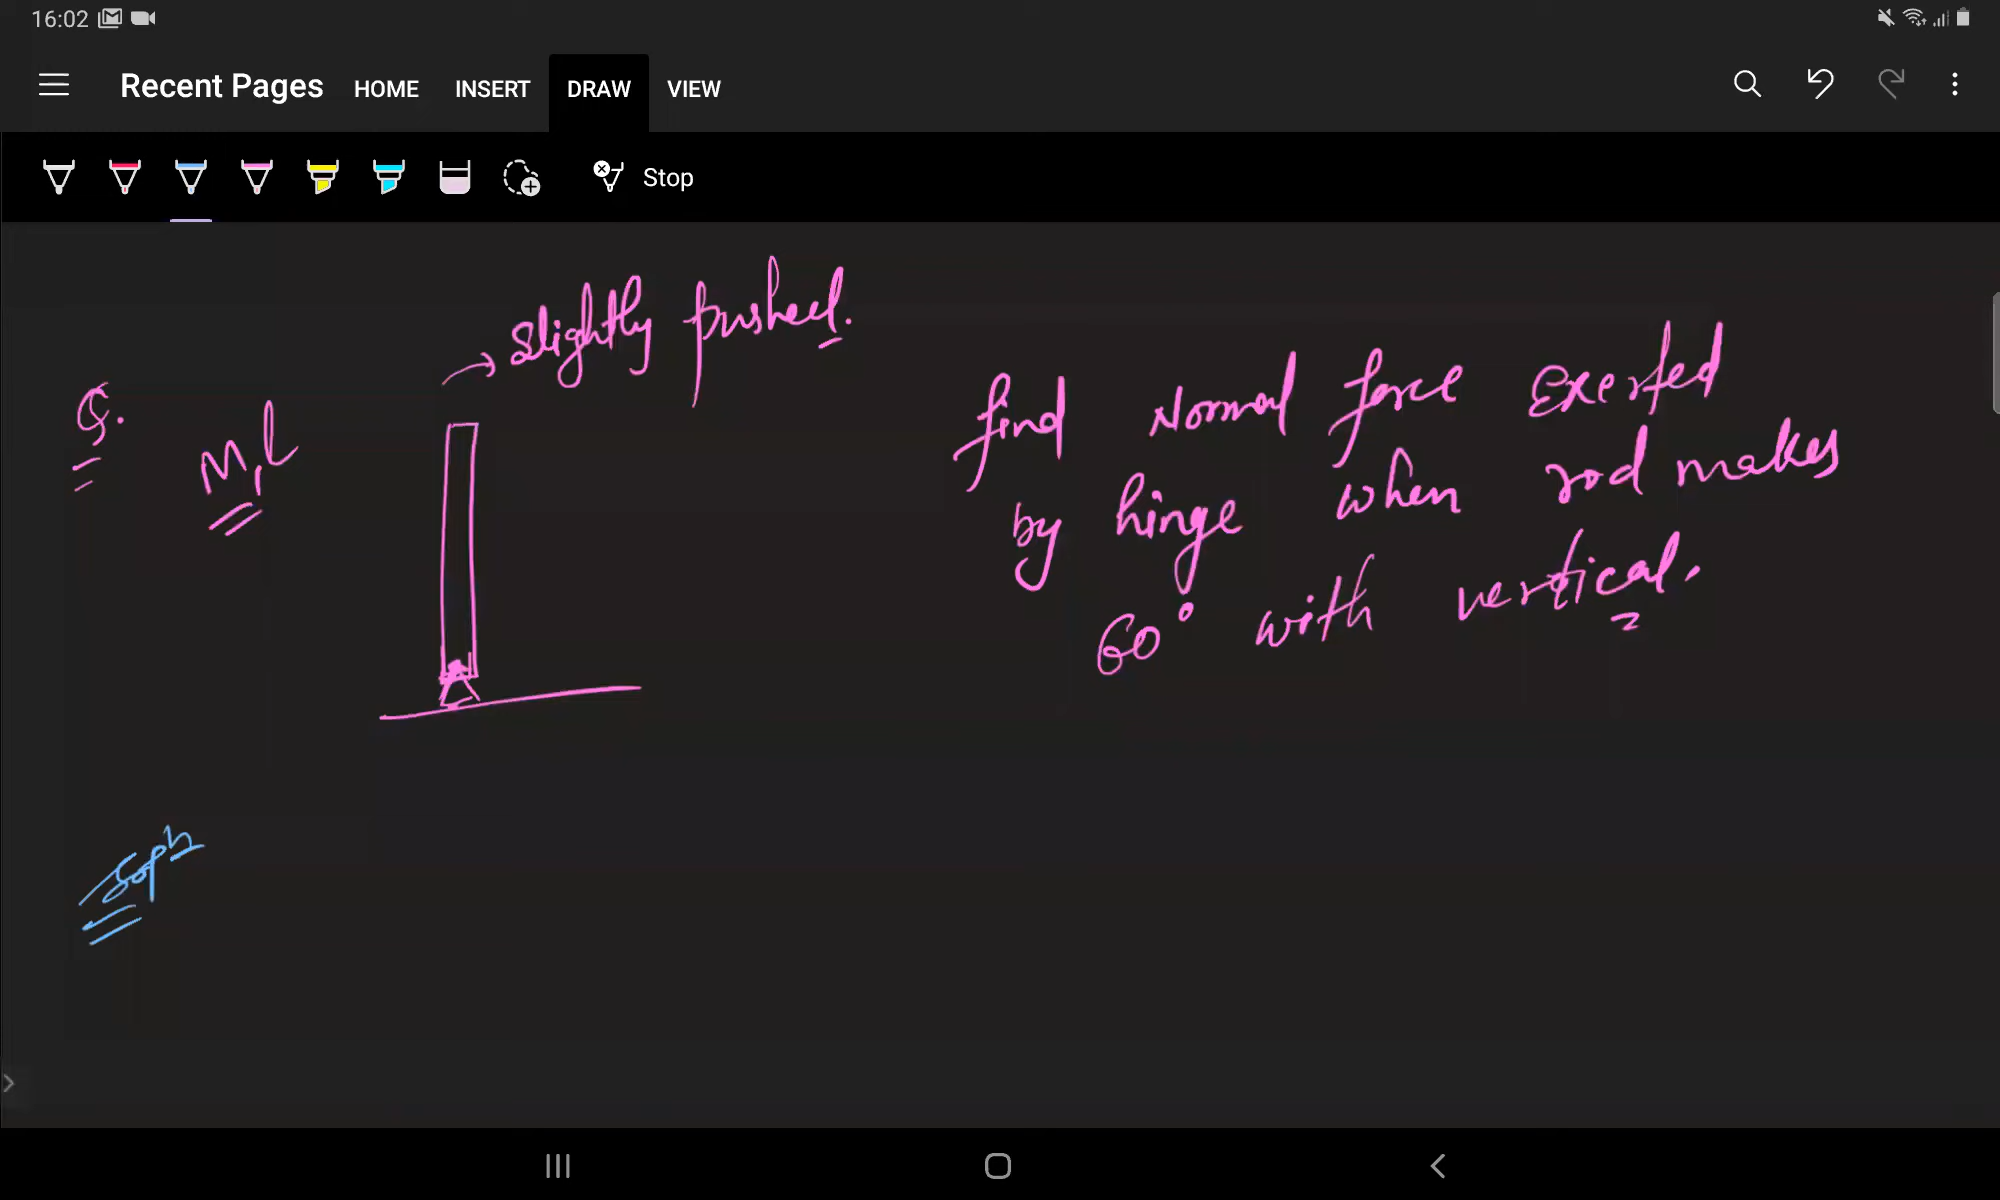 16:02
Recent Pages HOME INSERT DRAW VIEW
Stop
slightly pushed.
Q. M, l
find Normal force exerted
by hinge when rod makes
60° with vertical.
Sol^n